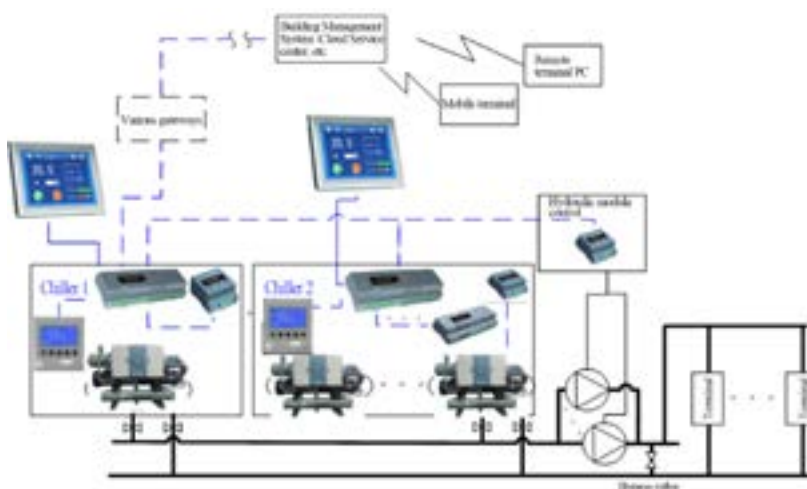 Building Management
System /Cloud Service
center, etc
Remote
terminal PC
Mobile terminal
Various gateways
Hydraulic module
control
Chiller 1
Chiller 2
Terminal
Terminal
Bypass valve